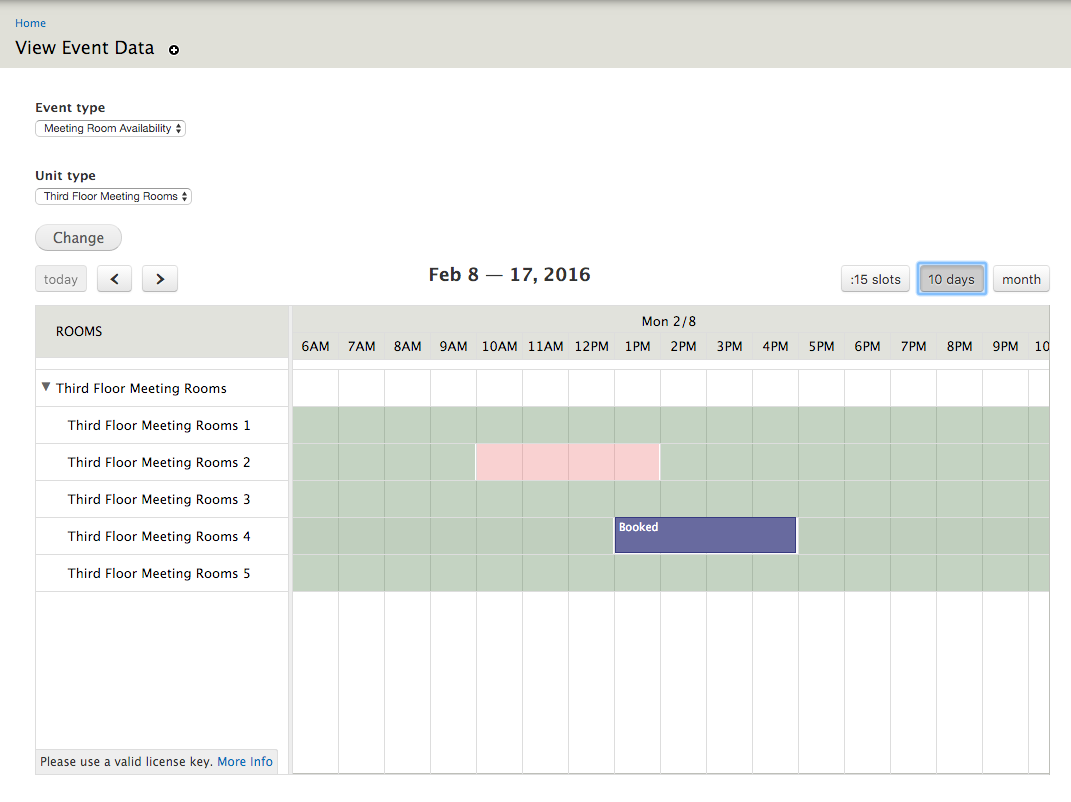 Home
View Event Data
Event type
Meeting Room Availability
Unit type
Third Floor Meeting Rooms
Change
today
Feb 8 — 17, 2016
:15 slots
10 days
month
ROOMS
Mon 2/8
6AM 7AM 8AM 9AM 10AM 11AM 12PM 1PM 2PM 3PM 4PM 5PM 6PM 7PM 8PM 9PM 10
Third Floor Meeting Rooms
Third Floor Meeting Rooms 1
Third Floor Meeting Rooms 2
Third Floor Meeting Rooms 3
Third Floor Meeting Rooms 4
Booked
Third Floor Meeting Rooms 5
Please use a valid license key. More Info